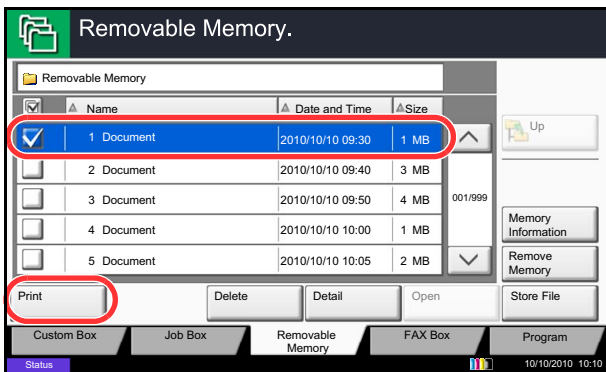 Removable Memory.
Removable Memory
Name Date and Time Size
1 Document 2010/10/10 09:30 1 MB
Up
2 Document 2010/10/10 09:40 3 MB
3 Document 2010/10/10 09:50 4 MB 001/999
4 Document 2010/10/10 10:00 1 MB
Memory
Information
5 Document 2010/10/10 10:05 2 MB
Remove
Memory
Print Delete Detail Open Store File
Custom Box Job Box Removable
Memory FAX Box Program
Status 10/10/2010 10:10